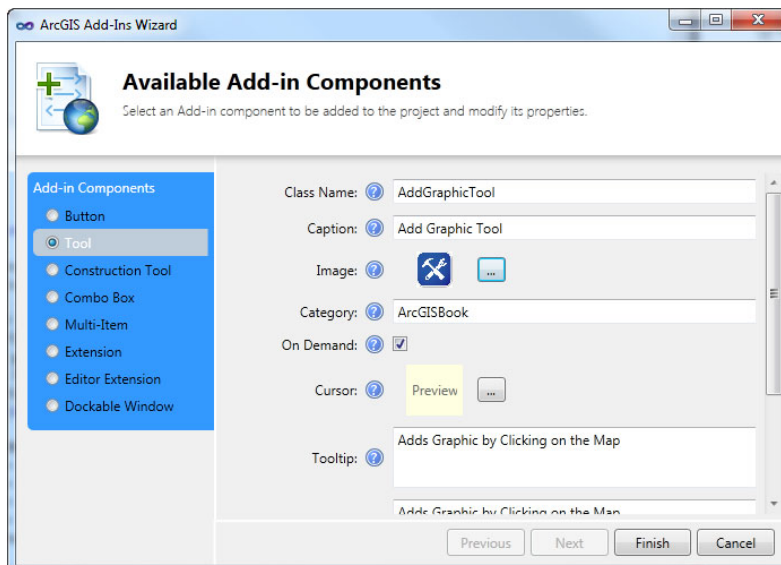 ArcGIS Add-Ins Wizard
Available Add-in Components
Select an Add-in component to be added to the project and modify its properties.
Add-in Components
Button
Tool
Construction Tool
Combo Box
Multi-Item
Extension
Editor Extension
Dockable Window
Class Name: ? AddGraphicTool
Caption: ? Add Graphic Tool
Image: ? ...
Category: ? ArcGISBook
On Demand: ?
Cursor: ? Preview ...
Tooltip: ? Adds Graphic by Clicking on the Map
Adds Graphic by Clicking on the Map
Previous Next Finish Cancel